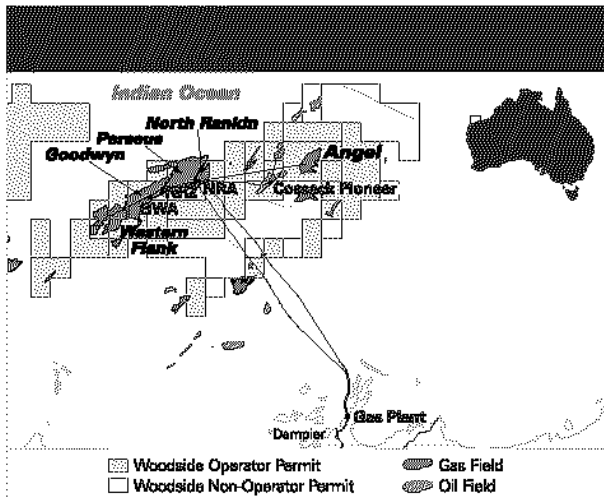 Indian Ocean
North Rankin
Perseus
Goodwyn
Angel
NRA
Cossack Pioneer
GWA
Western
Flank
Gas Plant
Dampier
Woodside Operator Permit
Gas Field
Woodside Non-Operator Permit
Oil Field